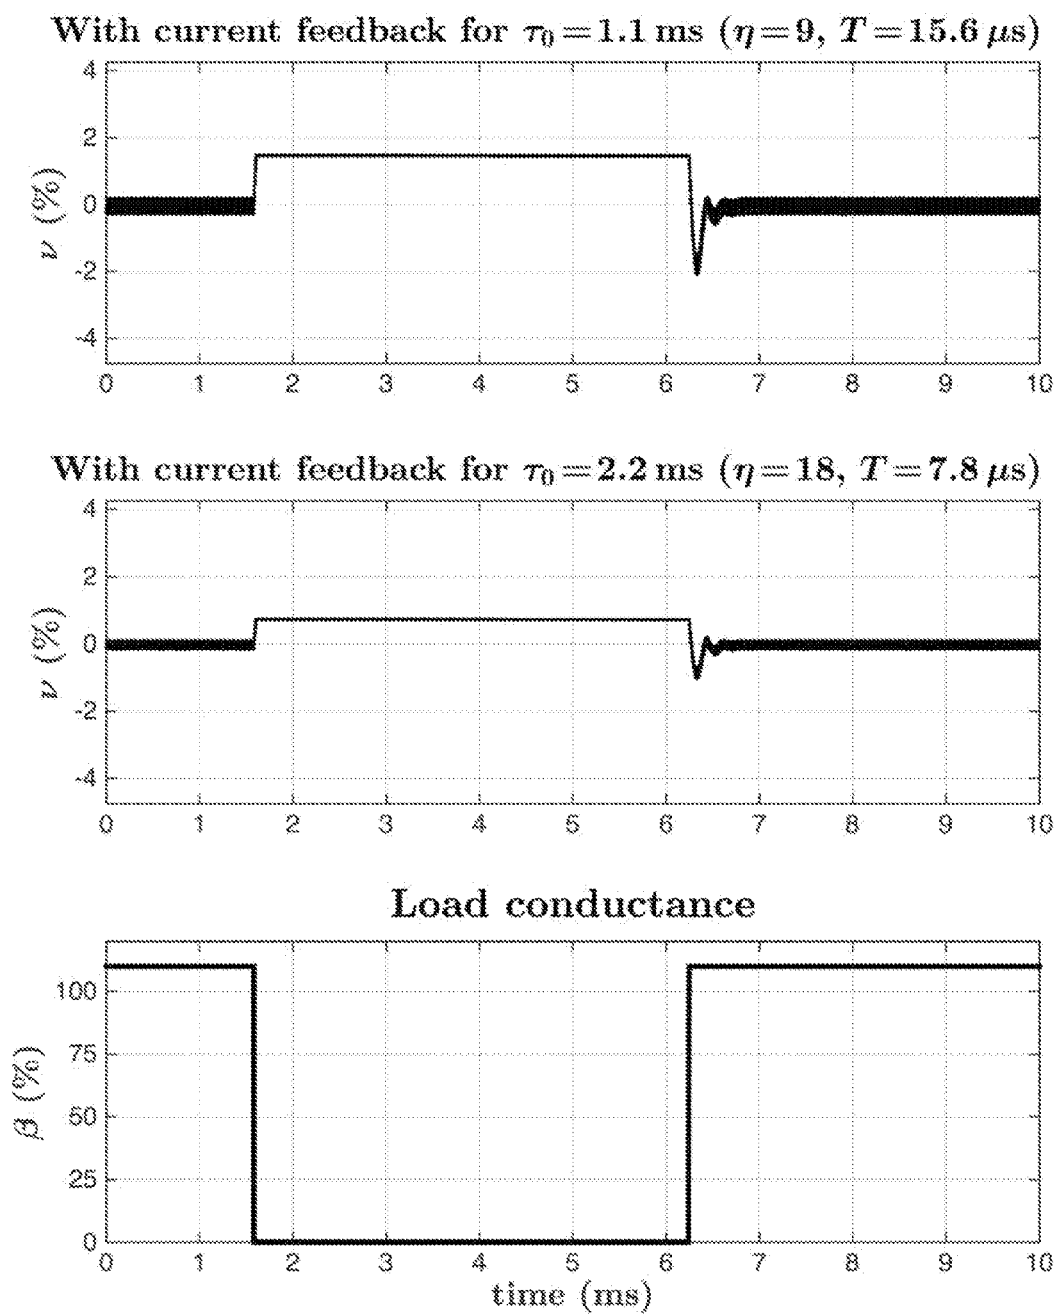 With current feedback for τ₀ = 1.1 ms (η = 9, T = 15.6 μs)
4
2
0
-2
-4
ν (%)
0 1 2 3 4 5 6 7 8 9 10
With current feedback for τ₀ = 2.2 ms (η = 18, T = 7.8 μs)
4
2
0
-2
-4
ν (%)
0 1 2 3 4 5 6 7 8 9 10
Load conductance
100
75
50
25
0
β (%)
0 1 2 3 4 5 6 7 8 9 10
time (ms)